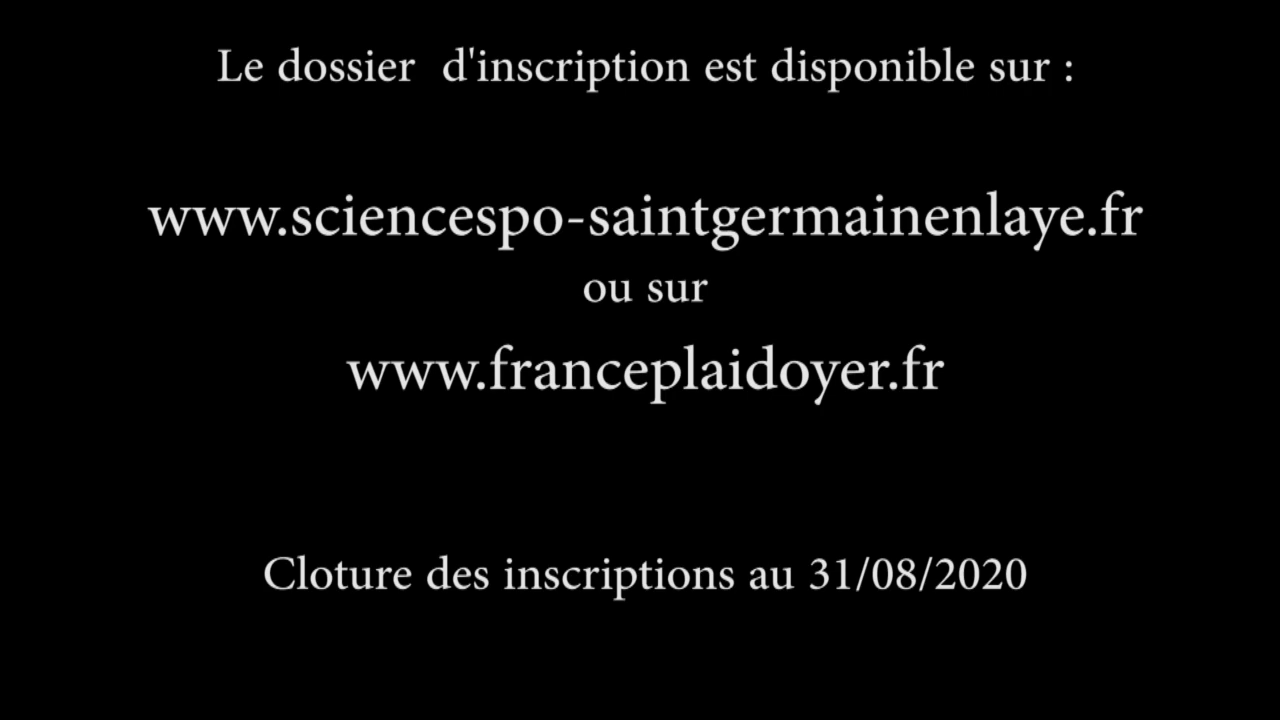 Le dossier  d'inscription est disponible sur :
www.sciencespo-saintgermainenlaye.fr
ou sur
www.franceplaidoyer.fr
Cloture des inscriptions au 31/08/2020